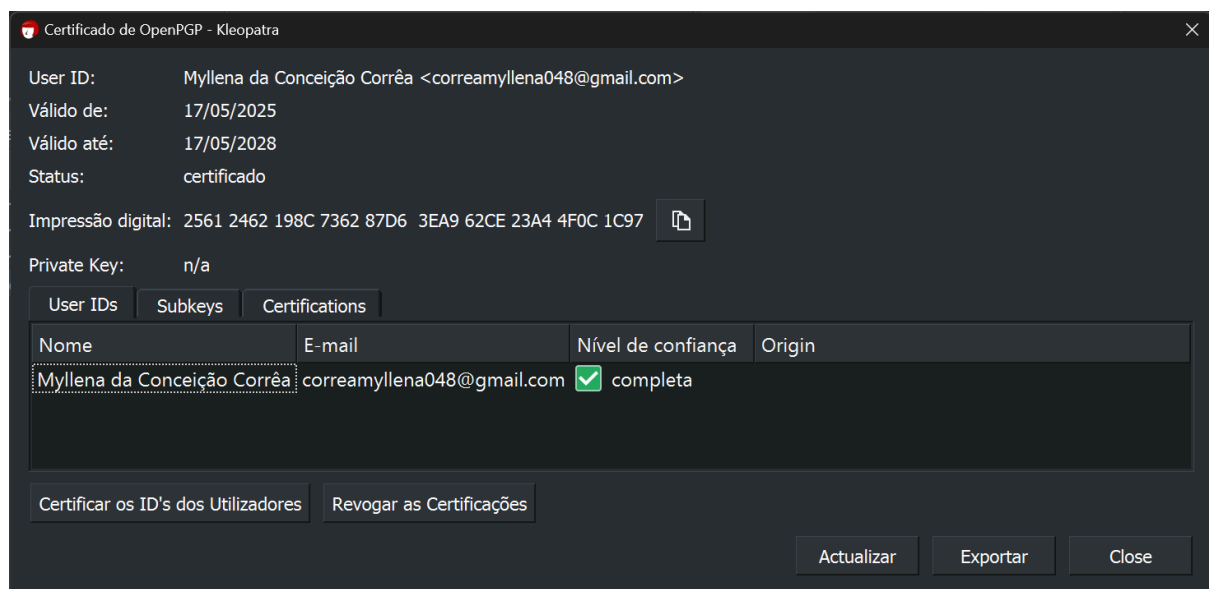 Certificado de OpenPGP - Kleopatra
User ID: Myllena da Conceição Corrêa <correamyllena048@gmail.com>
Válido de: 17/05/2025
Válido até: 17/05/2028
Status: certificado
Impressão digital: 2561 2462 198C 7362 87D6  3EA9 62CE 23A4 4F0C 1C97
Private Key: n/a
User IDs Subkeys Certifications
Nome E-mail Nível de confiança Origin
Myllena da Conceição Corrêa correamyllena048@gmail.com completa
Certificar os ID's dos Utilizadores Revogar as Certificações
Actualizar Exportar Close